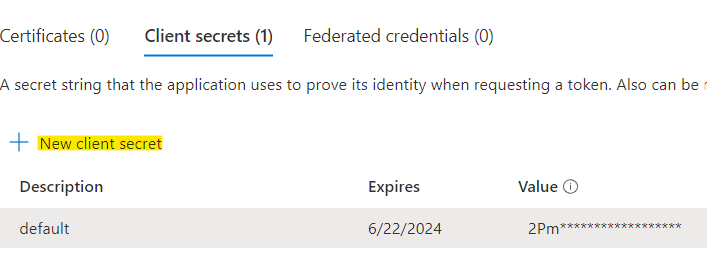 Certificates (0) Client secrets (1) Federated credentials (0)
A secret string that the application uses to prove its identity when requesting a token. Also can be
New client secret
Description Expires Value
default 6/22/2024 2Pm******************